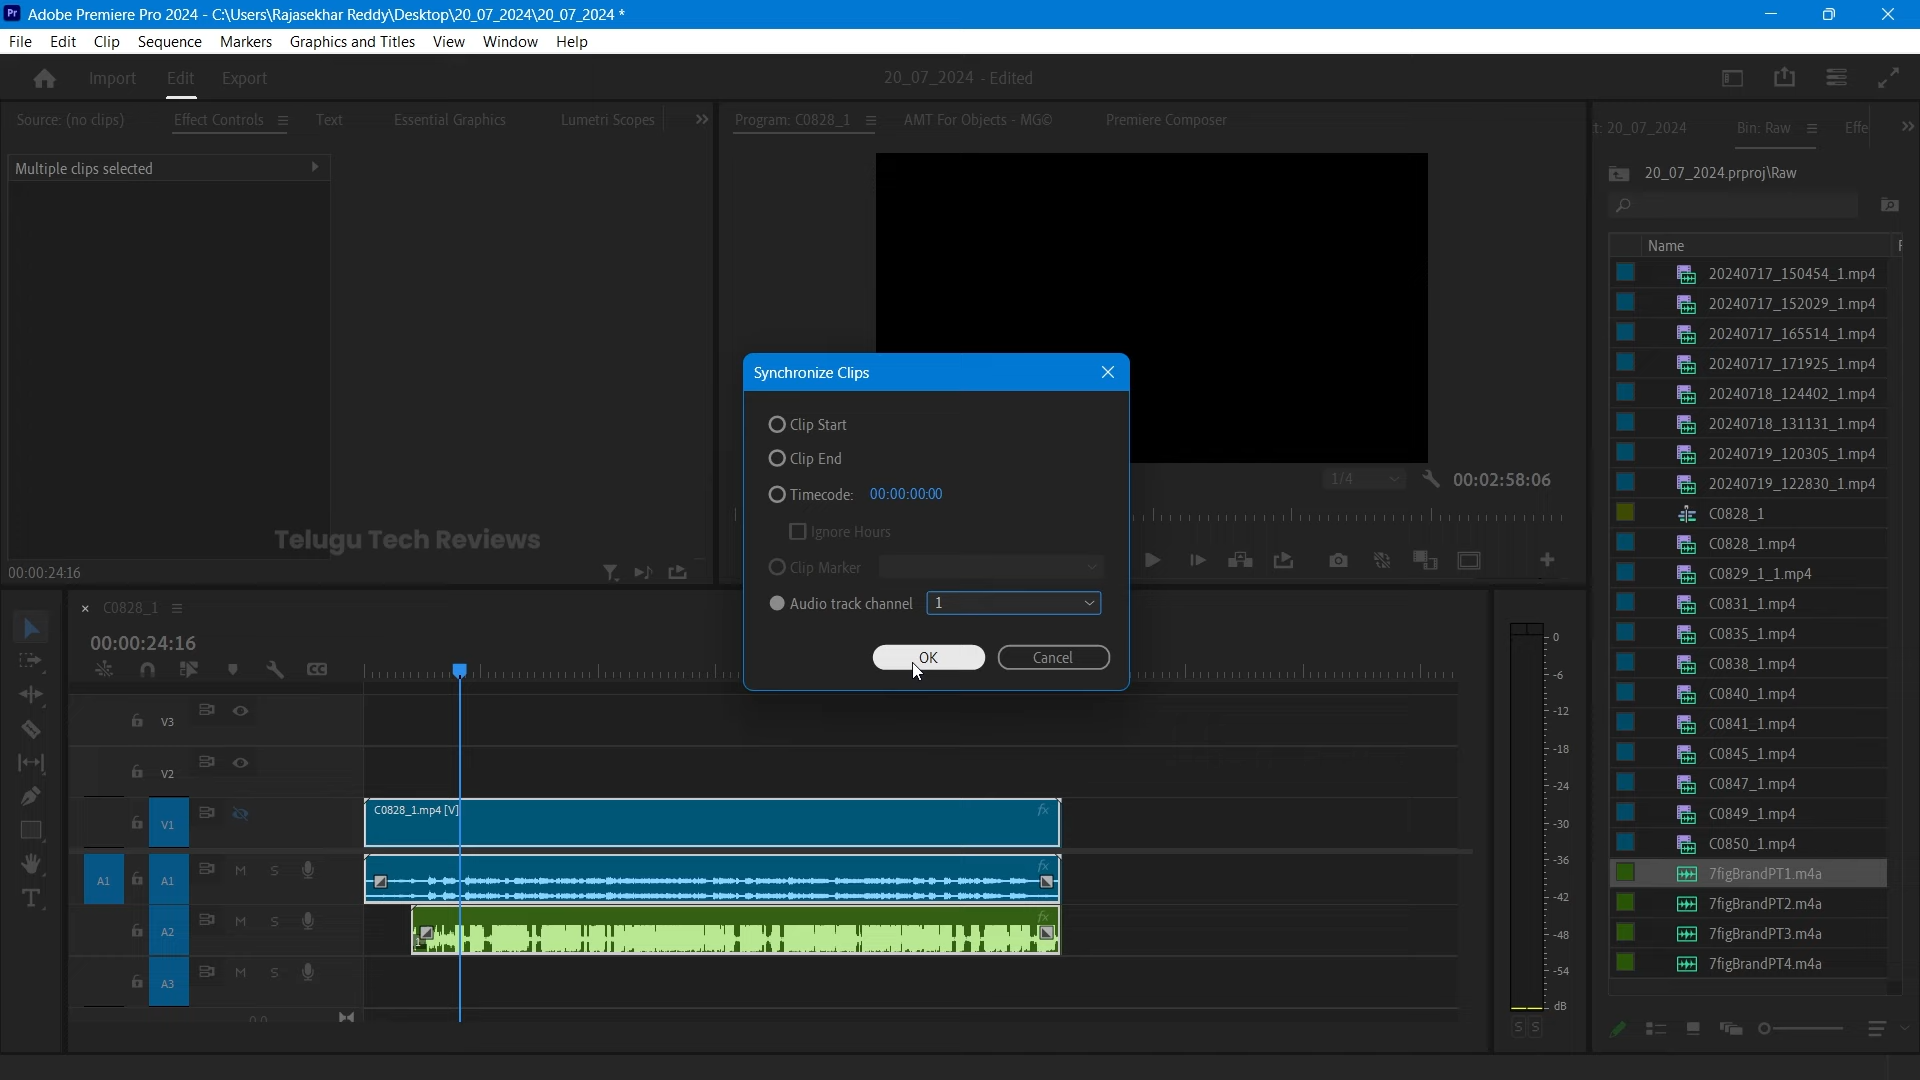 Pr Adobe Premiere Pro 2024 - C:\Users\Rajasekhar Reddy\Desktop\20_07_2024\20_07_2024 *
File Edit Clip Sequence Markers Graphics and Titles View Window Help
Import Edit Export
20_07_2024 - Edited
Source: (no clips) Effect Controls Text Essential Graphics Lumetri Scopes
Program: C0828_1 AMT For Objects - MG© Premiere Composer
t: 20_07_2024 Bin: Raw Effe
Multiple clips selected
20_07_2024.prproj\Raw
Name
20240717_150454_1.mp4
20240717_152029_1.mp4
20240717_165514_1.mp4
20240717_171925_1.mp4
20240718_124402_1.mp4
20240718_131131_1.mp4
20240719_120305_1.mp4
20240719_122830_1.mp4
C0828_1
C0828_1.mp4
C0829_1_1.mp4
C0831_1.mp4
C0835_1.mp4
C0838_1.mp4
C0840_1.mp4
C0841_1.mp4
C0845_1.mp4
C0847_1.mp4
C0849_1.mp4
C0850_1.mp4
7figBrandPT1.m4a
7figBrandPT2.m4a
7figBrandPT3.m4a
7figBrandPT4.m4a
Synchronize Clips
Clip Start
Clip End
Timecode: 00:00:00:00
Ignore Hours
Clip Marker
Audio track channel 1
OK Cancel
1/4 00:02:58:06
Telugu Tech Reviews
00:00:24:16
C0828_1
00:00:24:16
CC
V3
V2
V1
C0828_1.mp4 [V] fx
A1 A1 M S fx
A2 M S fx
A3 M S
0.0
0
-6
-12
-18
-24
-30
-36
-42
-48
-54
dB
S S